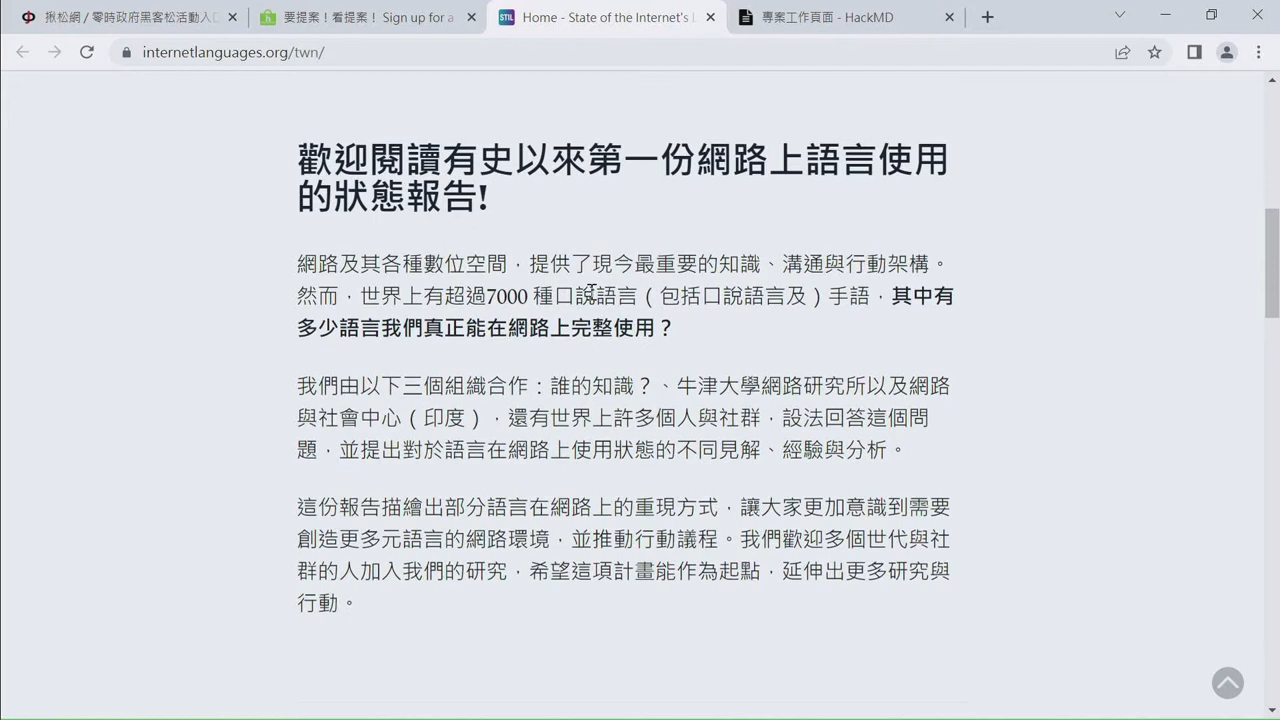 揪松網 / 零時政府黑客松活動入口
要提案！看提案！ Sign up for a
STIL
Home - State of the Internet's L
專案工作頁面 - HackMD
internetlanguages.org/twn/
歡迎閱讀有史以來第一份網路上語言使用
的狀態報告!
網路及其各種數位空間，提供了現今最重要的知識、溝通與行動架構。
然而，世界上有超過7000 種口說語言（包括口說語言及）手語，其中有
多少語言我們真正能在網路上完整使用？
我們由以下三個組織合作：誰的知識？、牛津大學網路研究所以及網路
與社會中心（印度），還有世界上許多個人與社群，設法回答這個問
題，並提出對於語言在網路上使用狀態的不同見解、經驗與分析。
這份報告描繪出部分語言在網路上的重現方式，讓大家更加意識到需要
創造更多元語言的網路環境，並推動行動議程。我們歡迎多個世代與社
群的人加入我們的研究，希望這項計畫能作為起點，延伸出更多研究與
行動。